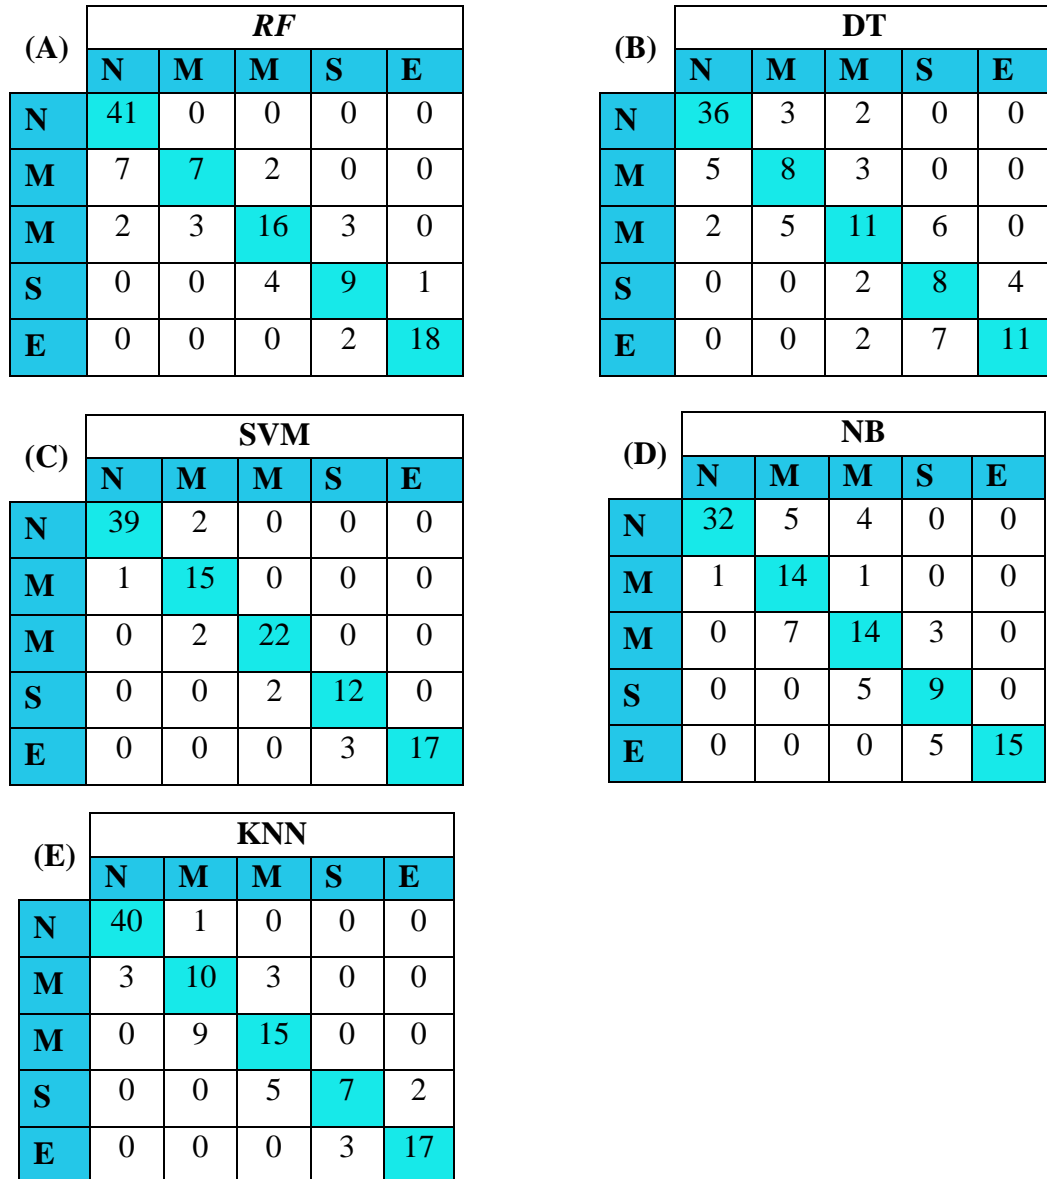 (A) RF
N M M S E
N 41 0 0 0 0
M 7 7 2 0 0
M 2 3 16 3 0
S 0 0 4 9 1
E 0 0 0 2 18
(B) DT
N M M S E
N 36 3 2 0 0
M 5 8 3 0 0
M 2 5 11 6 0
S 0 0 2 8 4
E 0 0 2 7 11
(C) SVM
N M M S E
N 39 2 0 0 0
M 1 15 0 0 0
M 0 2 22 0 0
S 0 0 2 12 0
E 0 0 0 3 17
(D) NB
N M M S E
N 32 5 4 0 0
M 1 14 1 0 0
M 0 7 14 3 0
S 0 0 5 9 0
E 0 0 0 5 15
(E) KNN
N M M S E
N 40 1 0 0 0
M 3 10 3 0 0
M 0 9 15 0 0
S 0 0 5 7 2
E 0 0 0 3 17